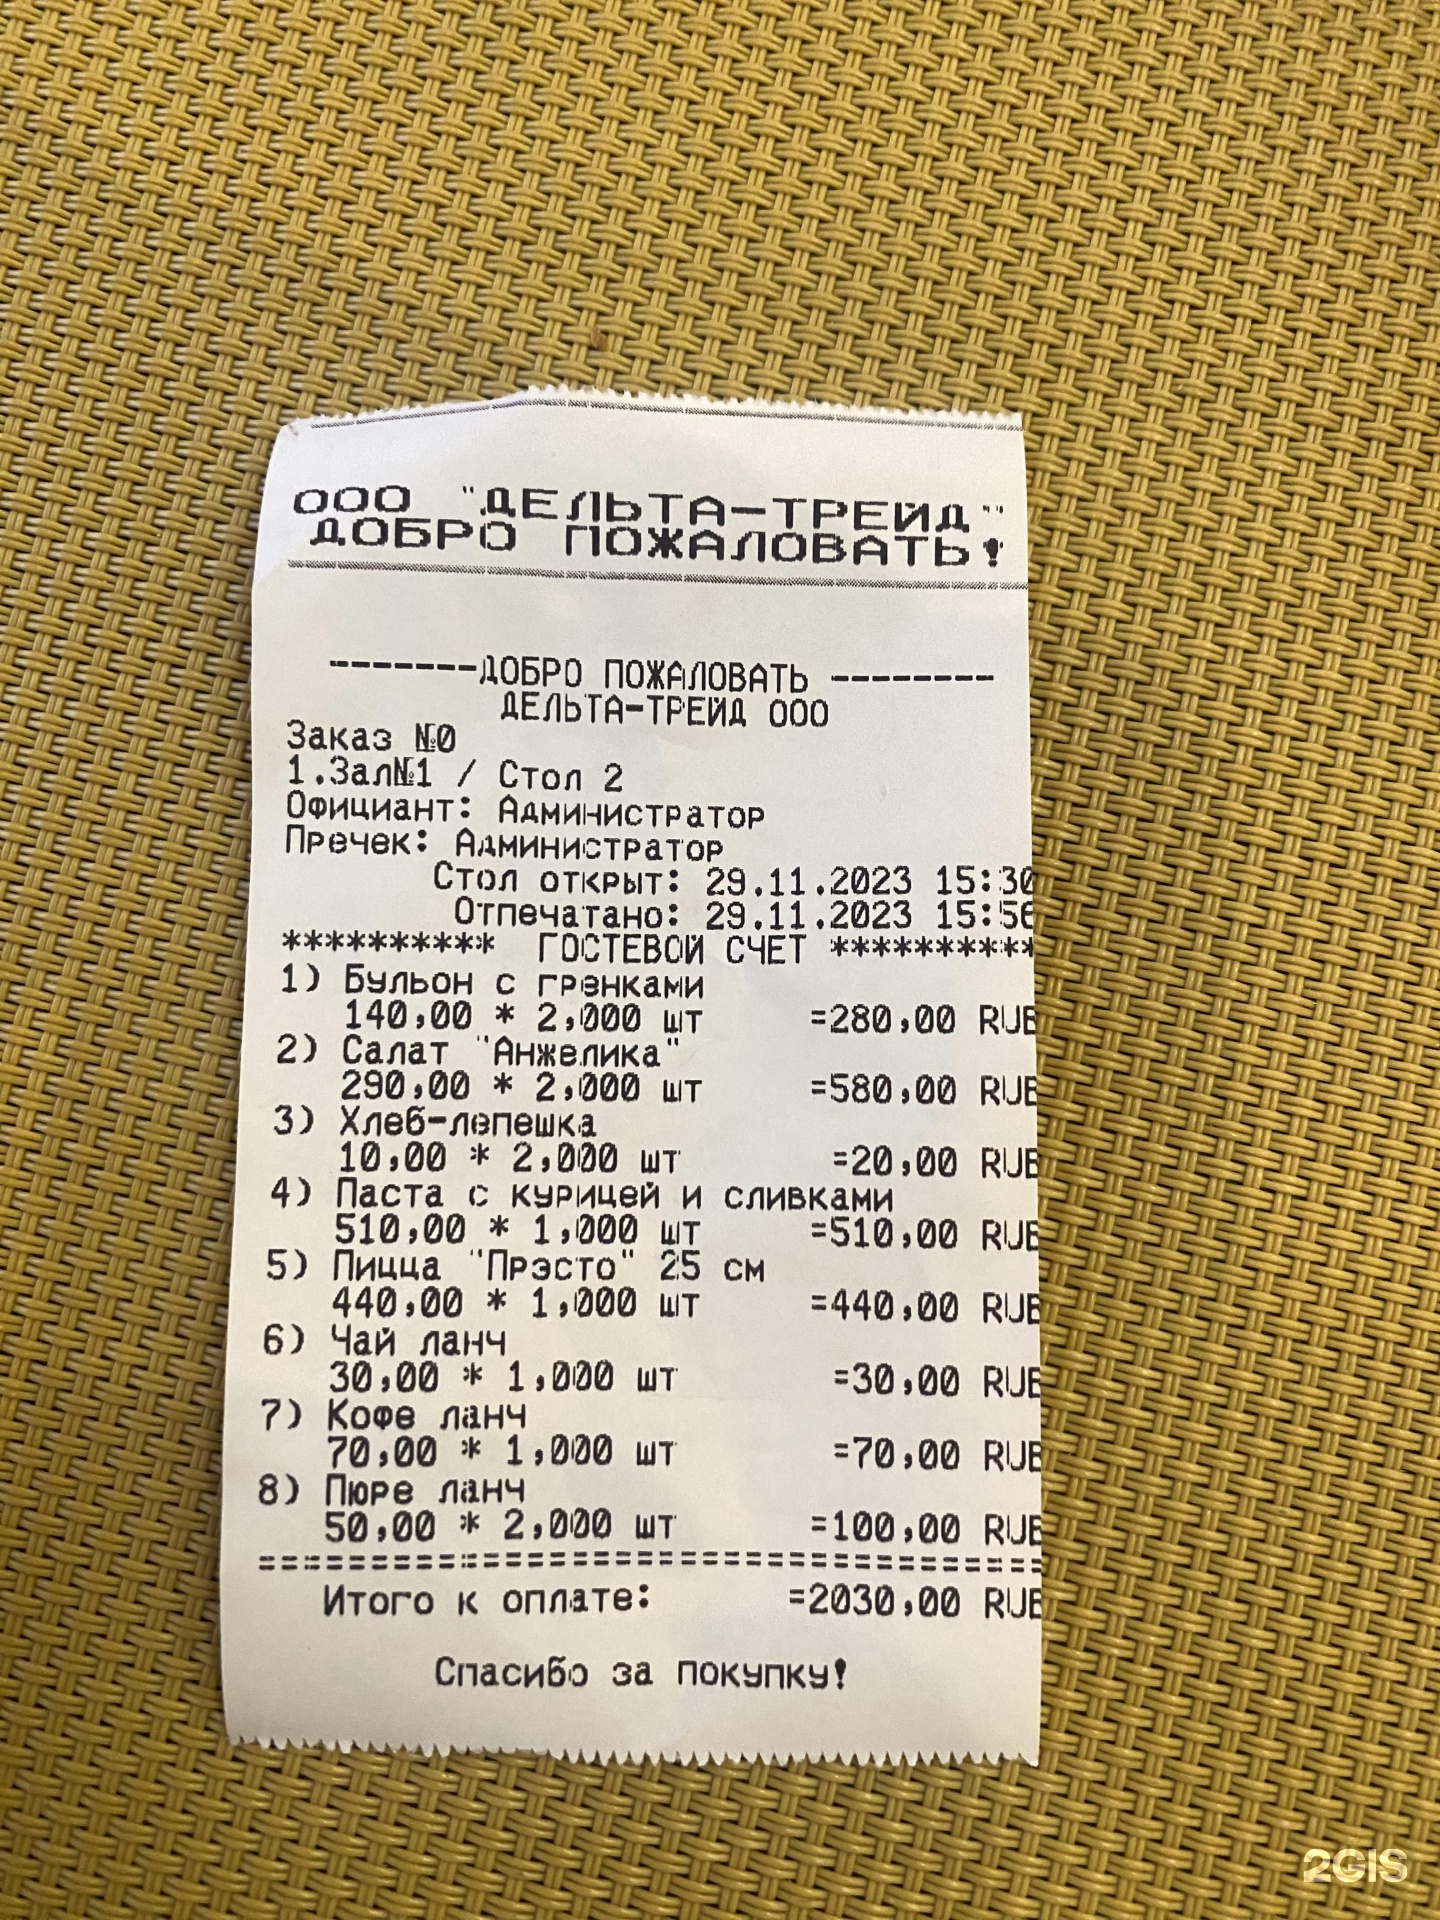 ООО "ДЕЛЬТА-ТРЕЙД"
ДОБРО ПОЖАЛОВАТЬ!
-------ДОБРО ПОЖАЛОВАТЬ --------
ДЕЛЬТА-ТРЕЙД ООО
Заказ №0
1.Зал№1 / Стол 2
Официант: Администратор
Пречек: Администратор
Стол открыт: 29.11.2023 15:30
Отпечатано: 29.11.2023 15:56
********** ГОСТЕВОЙ СЧЕТ **********
1) Бульон с гренками
140,00 * 2,000 шт =280,00 RUB
2) Салат "Анжелика"
290,00 * 2,000 шт =580,00 RUB
3) Хлеб-лепешка
10,00 * 2,000 шт =20,00 RUB
4) Паста с курицей и сливками
510,00 * 1,000 шт =510,00 RUB
5) Пицца "Прэсто" 25 см
440,00 * 1,000 шт =440,00 RUB
6) Чай ланч
30,00 * 1,000 шт =30,00 RUB
7) Кофе ланч
70,00 * 1,000 шт =70,00 RUB
8) Пюре ланч
50,00 * 2,000 шт =100,00 RUB
===================================
Итого к оплате: =2030,00 RUB
Спасибо за покупку!
2GIS